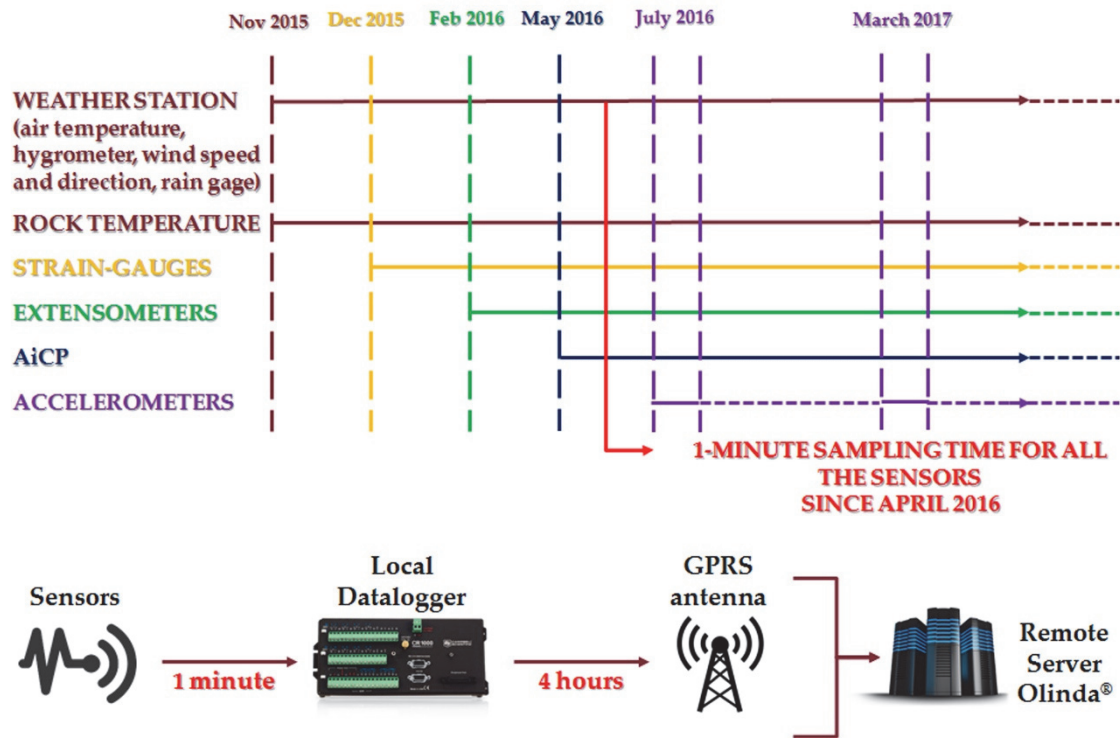 Nov 2015
Dec 2015
Feb 2016
May 2016
July 2016
March 2017
WEATHER STATION
(air temperature,
hygrometer, wind speed
and direction, rain gage)
ROCK TEMPERATURE
STRAIN-GAUGES
EXTENSOMETERS
AiCP
ACCELEROMETERS
1-MINUTE SAMPLING TIME FOR ALL
THE SENSORS
SINCE APRIL 2016
Sensors
1 minute
Local
Datalogger
CR1000
4 hours
GPRS
antenna
Remote
Server
Olinda®